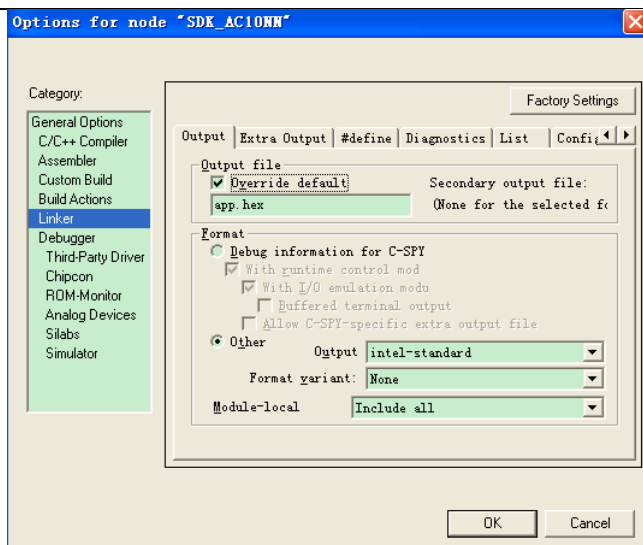 Options for node "SDK_AC10NN"
Category:
Factory Settings
General Options
C/C++ Compiler
Assembler
Custom Build
Build Actions
Linker
Debugger
Third-Party Driver
Chipcon
ROM-Monitor
Analog Devices
Silabs
Simulator
Output Extra Output #define Diagnostics List Config
Output file
Override default Secondary output file:
app.hex (None for the selected fo
Format
Debug information for C-SPY
With runtime control mod
With I/O emulation modu
Buffered terminal output
Allow C-SPY-specific extra output file
Other
Output intel-standard
Format variant: None
Module-local Include all
OK Cancel